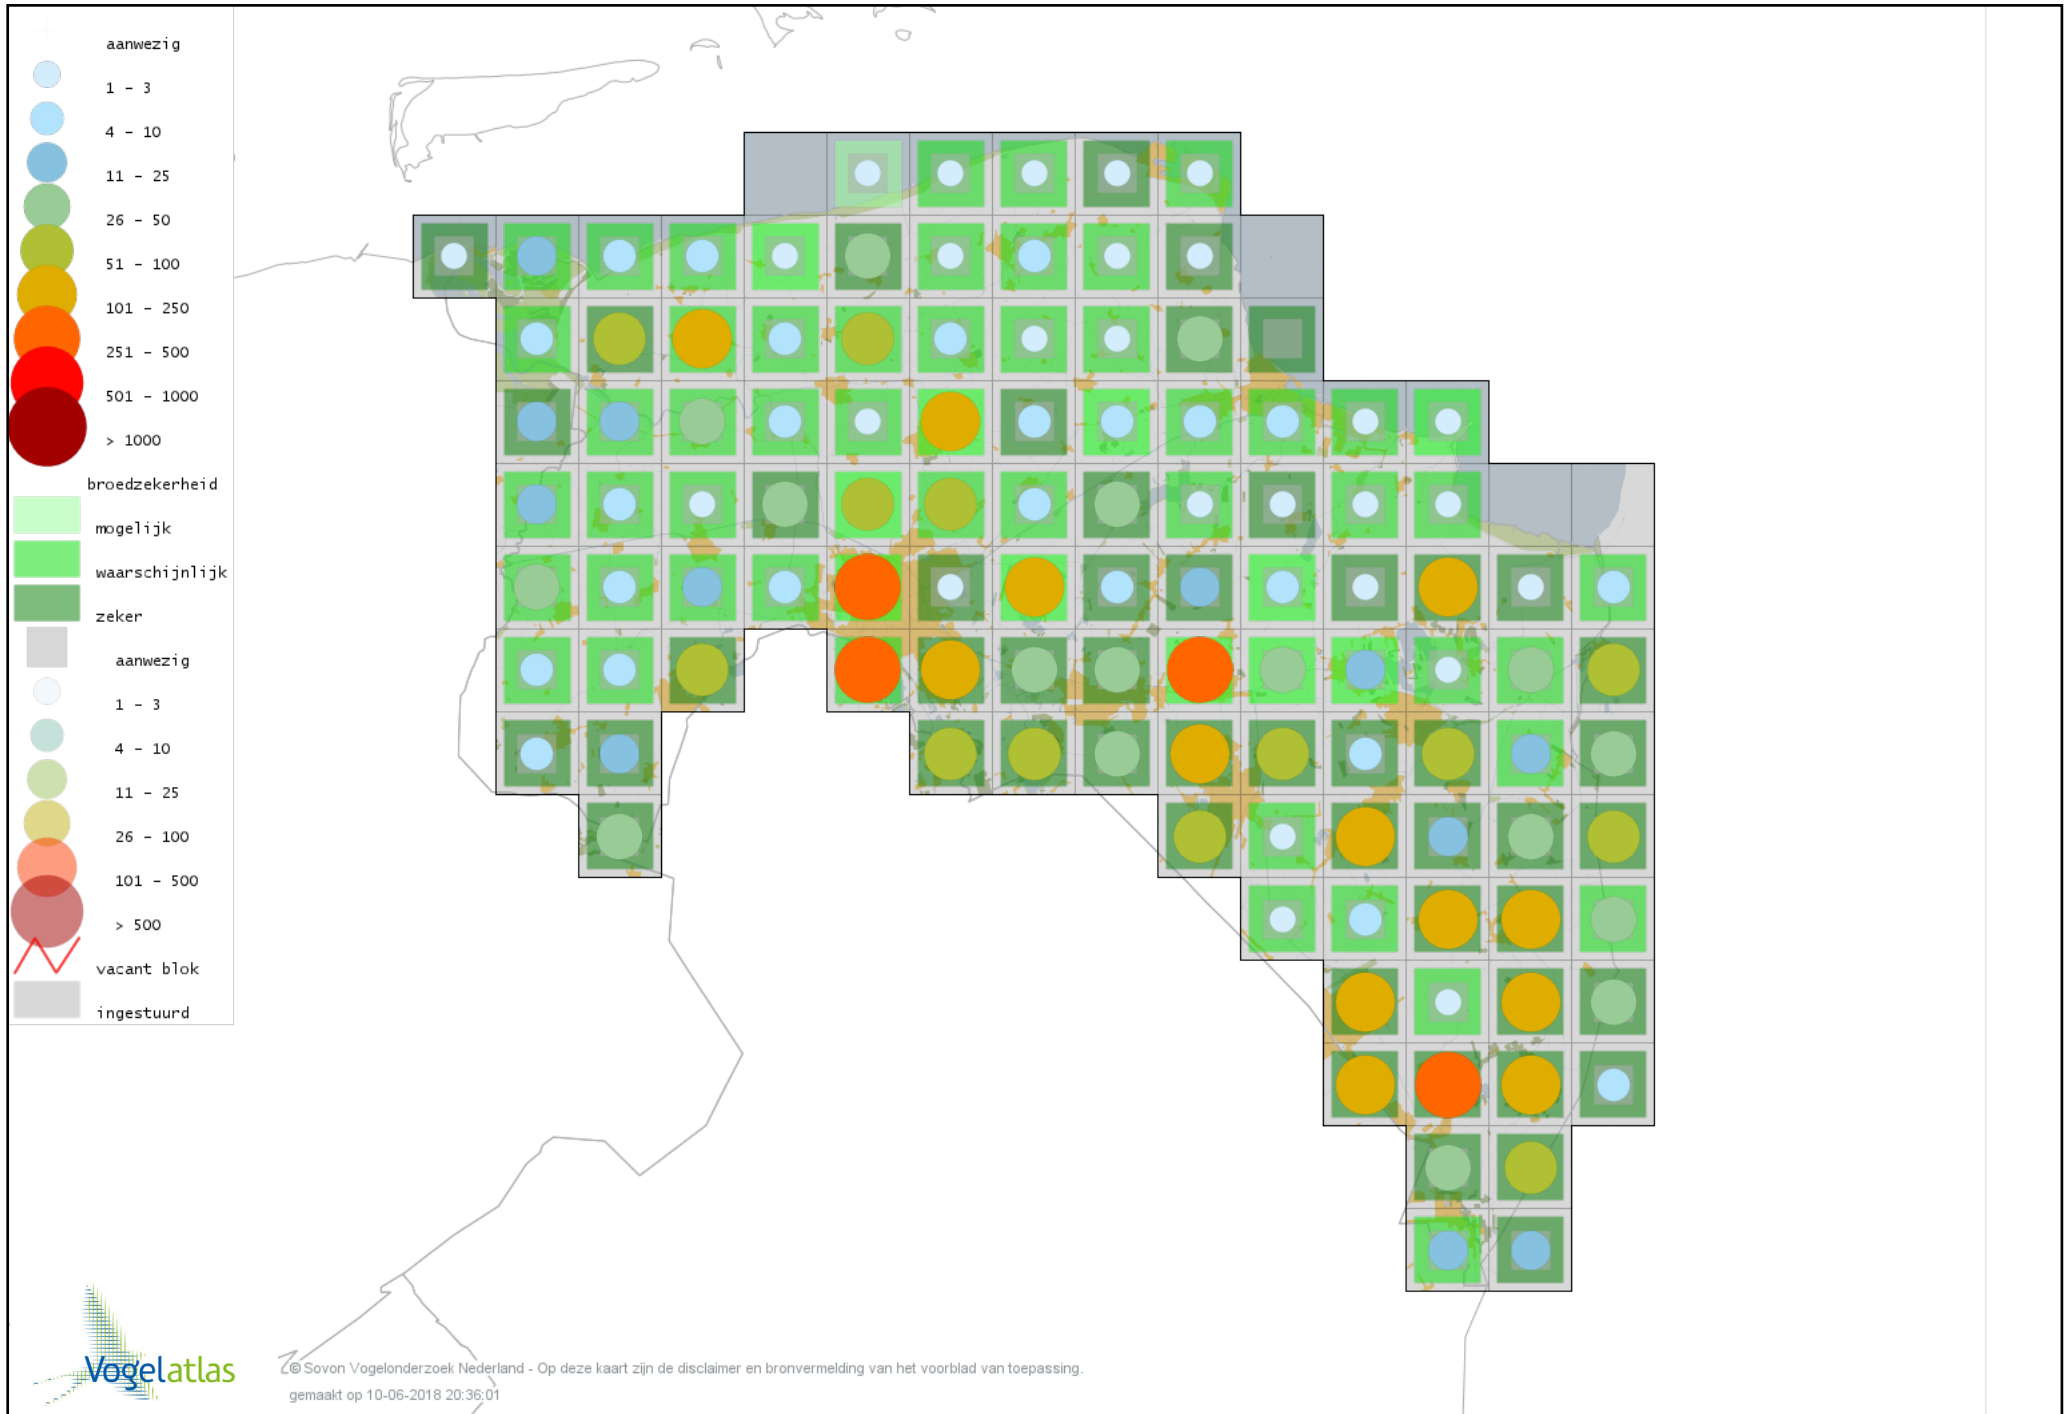 aanwezig
1 - 3
4 - 10
11 - 25
26 - 50
51 - 100
101 - 250
251 - 500
501 - 1000
> 1000
broedzekerheid
mogelijk
waarschijnlijk
zeker
aanwezig
1 - 3
4 - 10
11 - 25
26 - 100
101 - 500
> 500
vacant blok
ingestuurd
Vogelatlas
© Sovon Vogelonderzoek Nederland - Op deze kaart zijn de disclaimer en bronvermelding van het voorblad van toepassing.
gemaakt op 10-06-2018 20:36:01